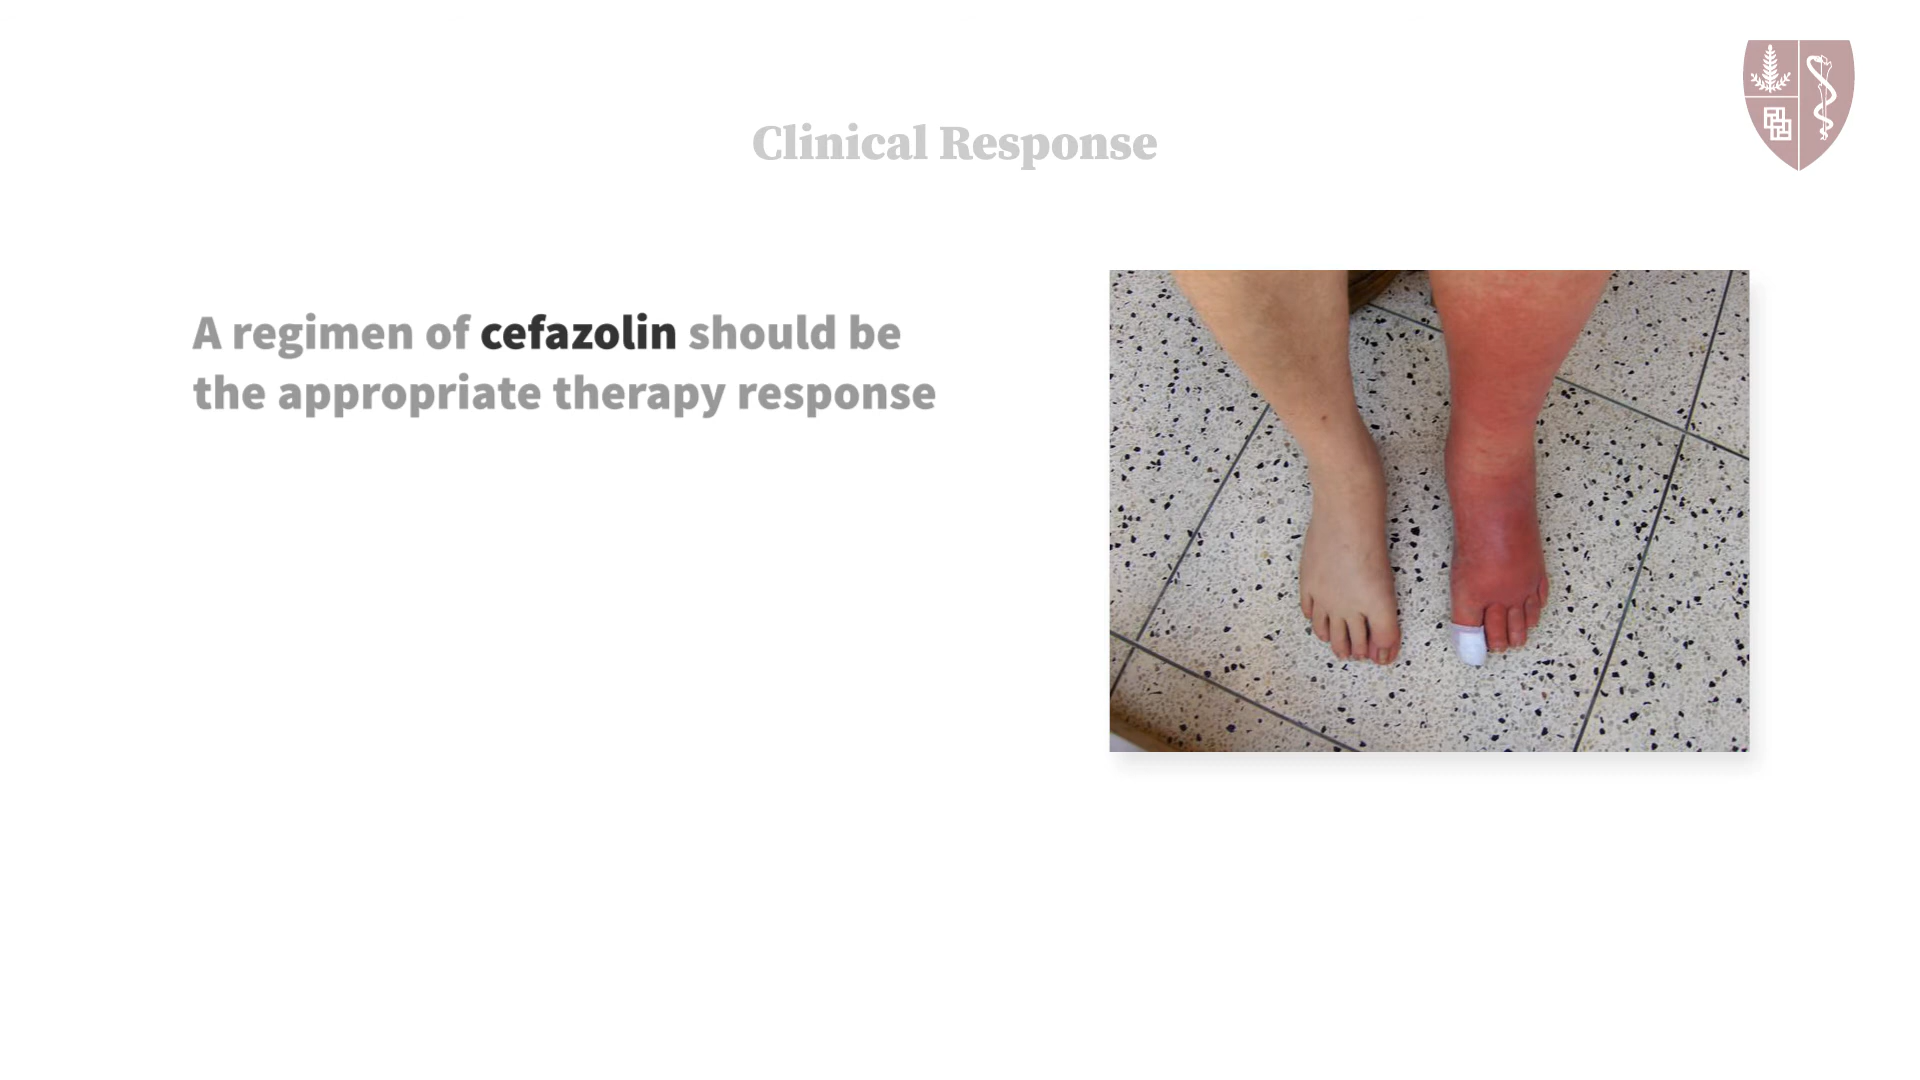 Clinical Response
A regimen of cefazolin should be
the appropriate therapy response